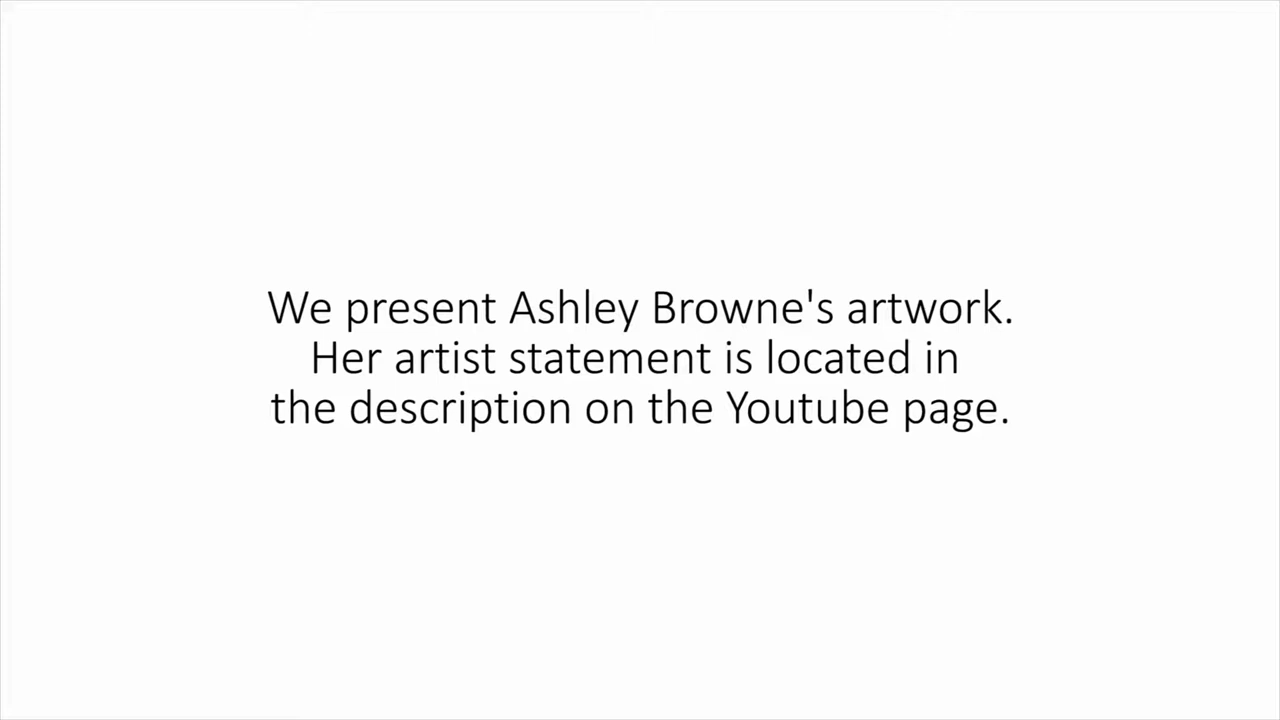 We present Ashley Browne's artwork.
Her artist statement is located in
the description on the Youtube page.